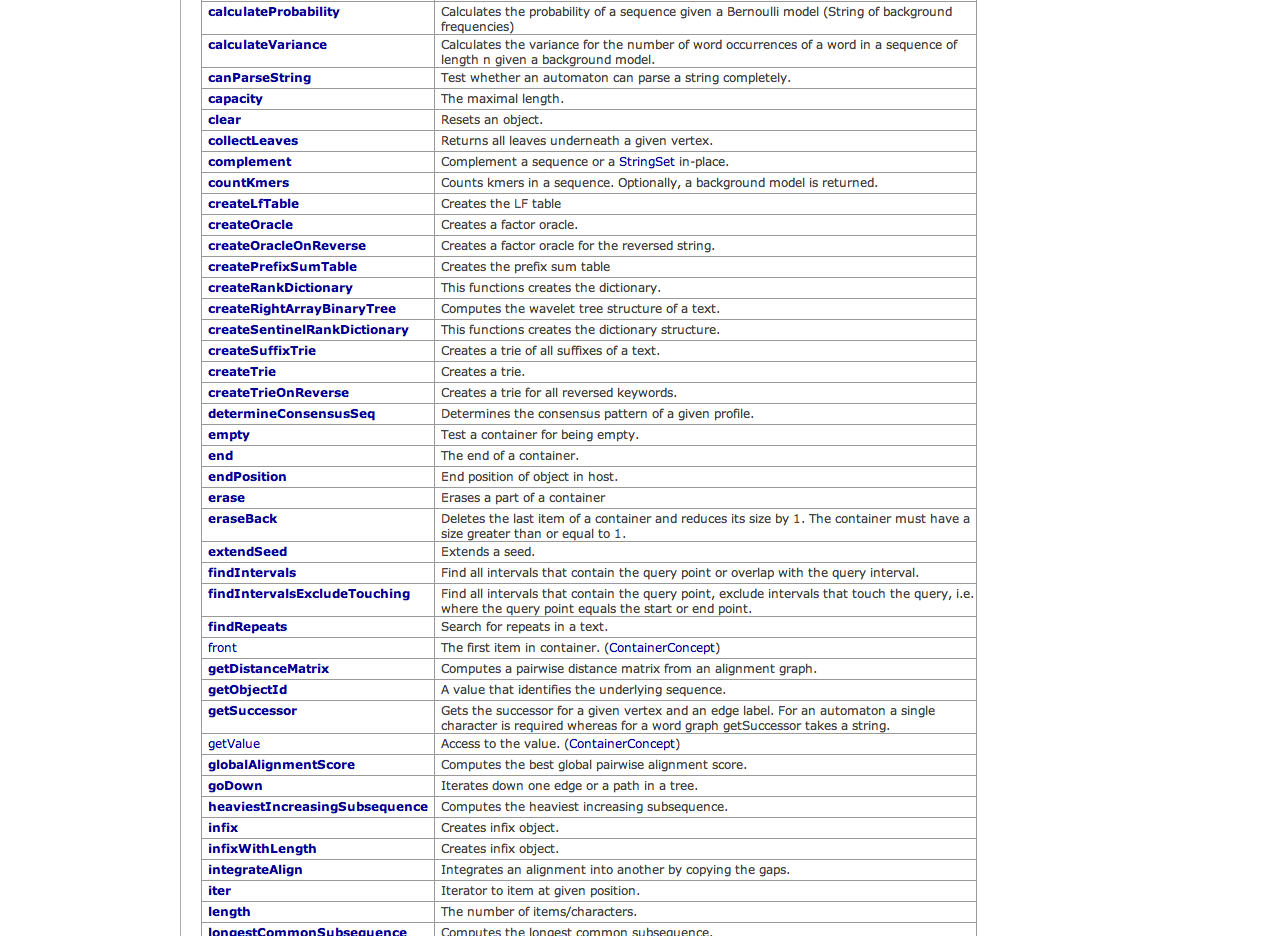 calculateProbability Calculates the probability of a sequence given a Bernoulli model (String of background
frequencies)
calculateVariance Calculates the variance for the number of word occurrences of a word in a sequence of
length n given a background model.
canParseString Test whether an automaton can parse a string completely.
capacity The maximal length.
clear Resets an object.
collectLeaves Returns all leaves underneath a given vertex.
complement Complement a sequence or a StringSet in-place.
countKmers Counts kmers in a sequence. Optionally, a background model is returned.
createLfTable Creates the LF table
createOracle Creates a factor oracle.
createOracleOnReverse Creates a factor oracle for the reversed string.
createPrefixSumTable Creates the prefix sum table
createRankDictionary This functions creates the dictionary.
createRightArrayBinaryTree Computes the wavelet tree structure of a text.
createSentinelRankDictionary This functions creates the dictionary structure.
createSuffixTrie Creates a trie of all suffixes of a text.
createTrie Creates a trie.
createTrieOnReverse Creates a trie for all reversed keywords.
determineConsensusSeq Determines the consensus pattern of a given profile.
empty Test a container for being empty.
end The end of a container.
endPosition End position of object in host.
erase Erases a part of a container
eraseBack Deletes the last item of a container and reduces its size by 1. The container must have a
size greater than or equal to 1.
extendSeed Extends a seed.
findIntervals Find all intervals that contain the query point or overlap with the query interval.
findIntervalsExcludeTouching Find all intervals that contain the query point, exclude intervals that touch the query, i.e.
where the query point equals the start or end point.
findRepeats Search for repeats in a text.
front The first item in container. (ContainerConcept)
getDistanceMatrix Computes a pairwise distance matrix from an alignment graph.
getObjectId A value that identifies the underlying sequence.
getSuccessor Gets the successor for a given vertex and an edge label. For an automaton a single
character is required whereas for a word graph getSuccessor takes a string.
getValue Access to the value. (ContainerConcept)
globalAlignmentScore Computes the best global pairwise alignment score.
goDown Iterates down one edge or a path in a tree.
heaviestIncreasingSubsequence Computes the heaviest increasing subsequence.
infix Creates infix object.
infixWithLength Creates infix object.
integrateAlign Integrates an alignment into another by copying the gaps.
iter Iterator to item at given position.
length The number of items/characters.
longestCommonSubsequence Computes the longest common subsequence.